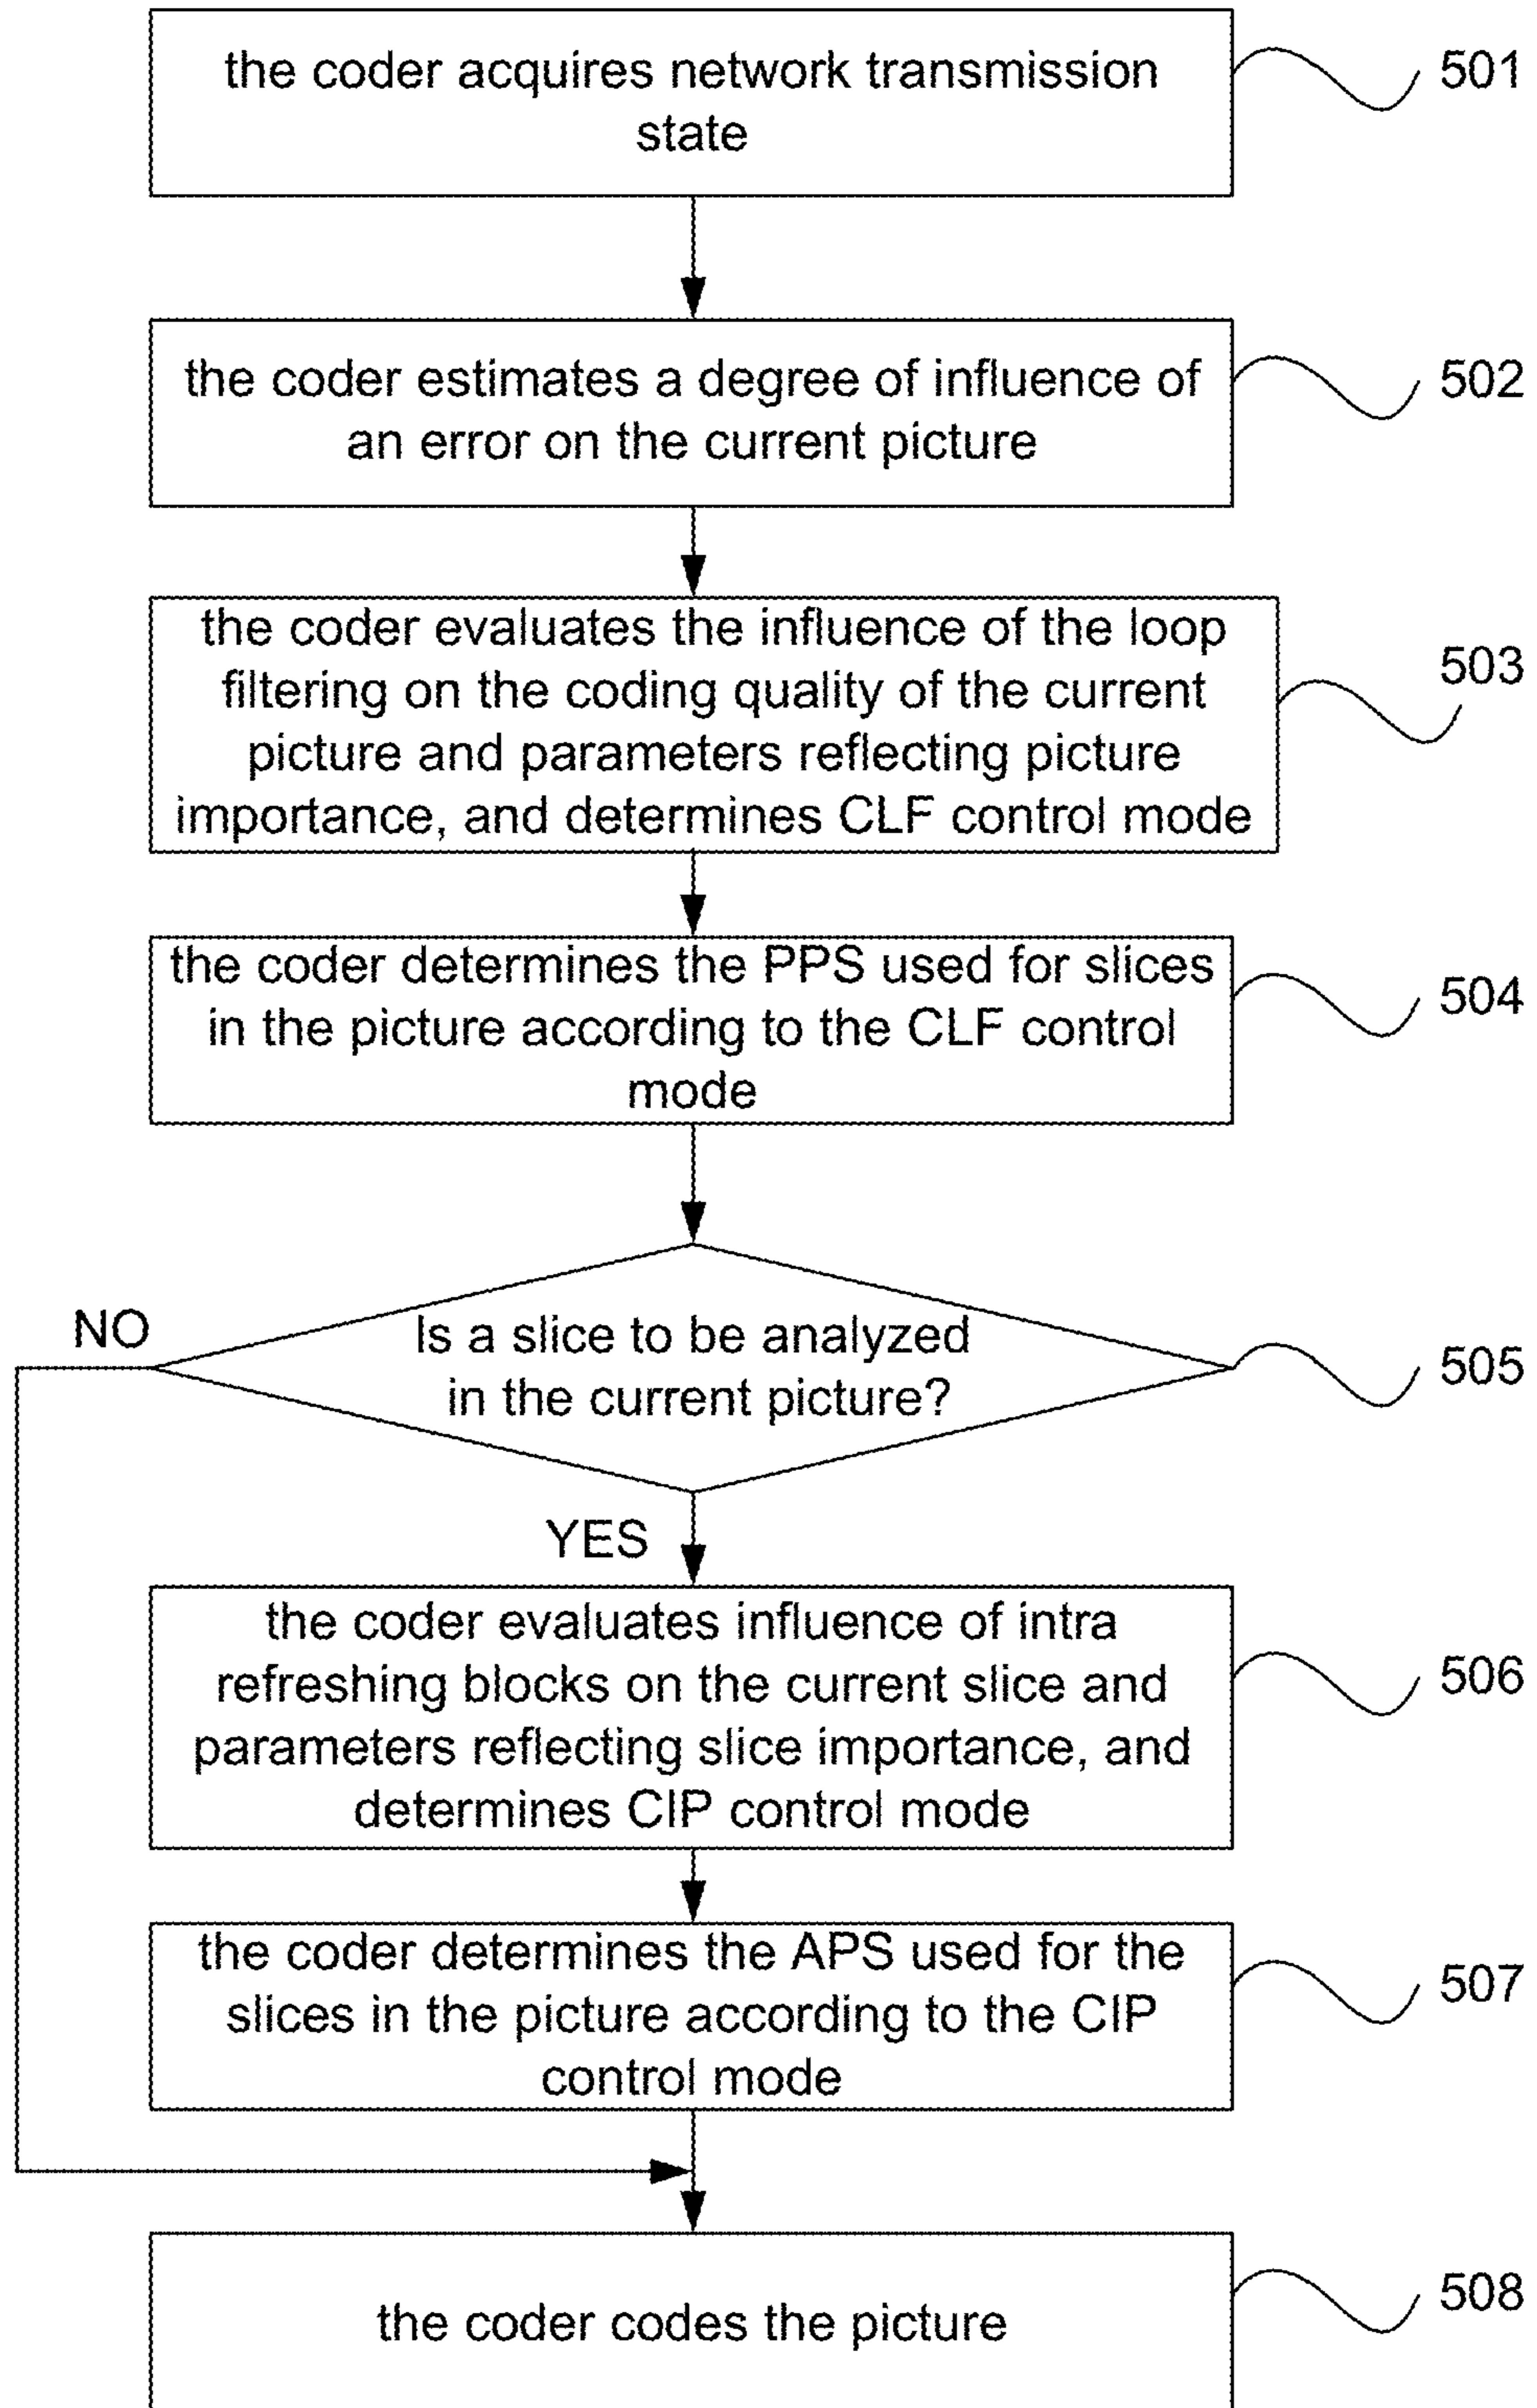 the coder acquires network transmission
state
501
the coder estimates a degree of influence of
an error on the current picture
502
the coder evaluates the influence of the loop
filtering on the coding quality of the current
picture and parameters reflecting picture
importance, and determines CLF control mode
503
the coder determines the PPS used for slices
in the picture according to the CLF control
mode
504
NO
Is a slice to be analyzed
in the current picture?
505
YES
the coder evaluates influence of intra
refreshing blocks on the current slice and
parameters reflecting slice importance, and
determines CIP control mode
506
the coder determines the APS used for the
slices in the picture according to the CIP
control mode
507
the coder codes the picture
508